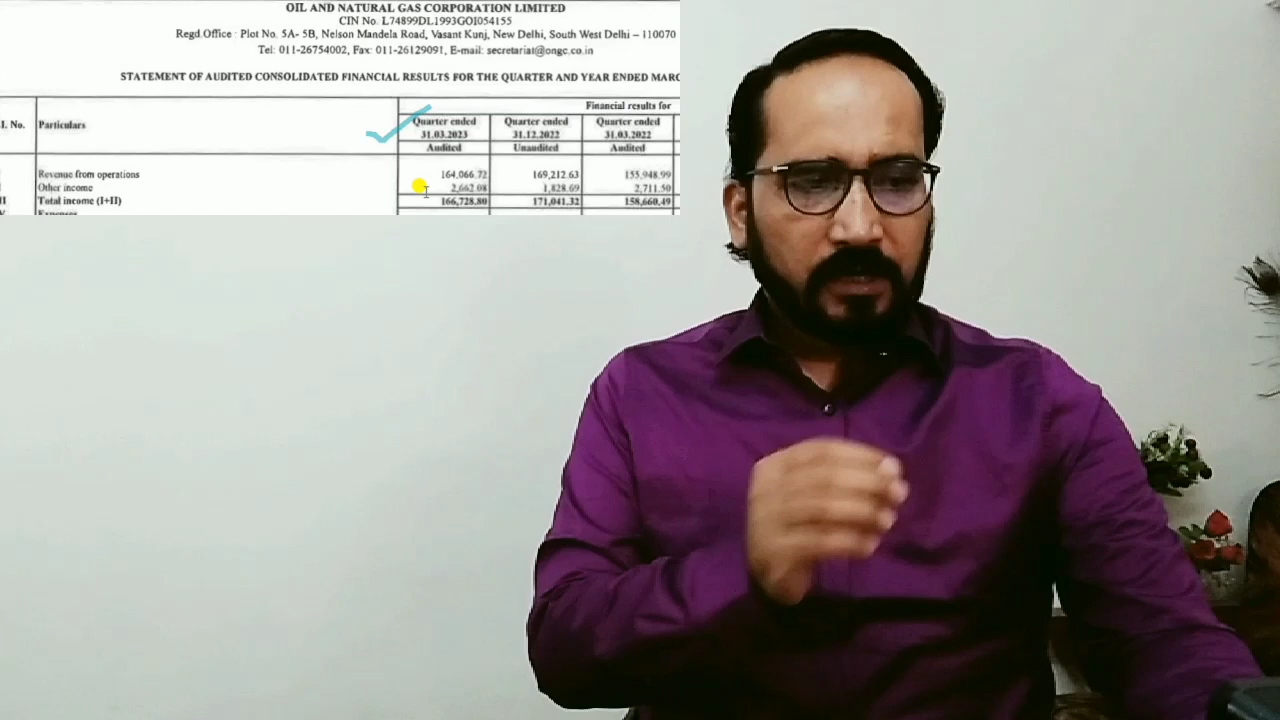 OIL AND NATURAL GAS CORPORATION LIMITED
CIN No. L74899DL1993GOI054155
Regd.Office : Plot No. 5A- 5B, Nelson Mandela Road, Vasant Kunj, New Delhi, South West Delhi – 110070
Tel: 011-26754002, Fax: 011-26129091, E-mail: secretariat@ongc.co.in
STATEMENT OF AUDITED CONSOLIDATED FINANCIAL RESULTS FOR THE QUARTER AND YEAR ENDED MARC
Financial results for
I. No. Particulars Quarter ended Quarter ended Quarter ended
31.03.2023 31.12.2022 31.03.2022
Audited Unaudited Audited
Revenue from operations 164,066.72 169,212.63 155,948.99
Other income 2,662.08 1,828.69 2,711.50
II Total income (I+II) 166,728.80 171,041.32 158,660.49